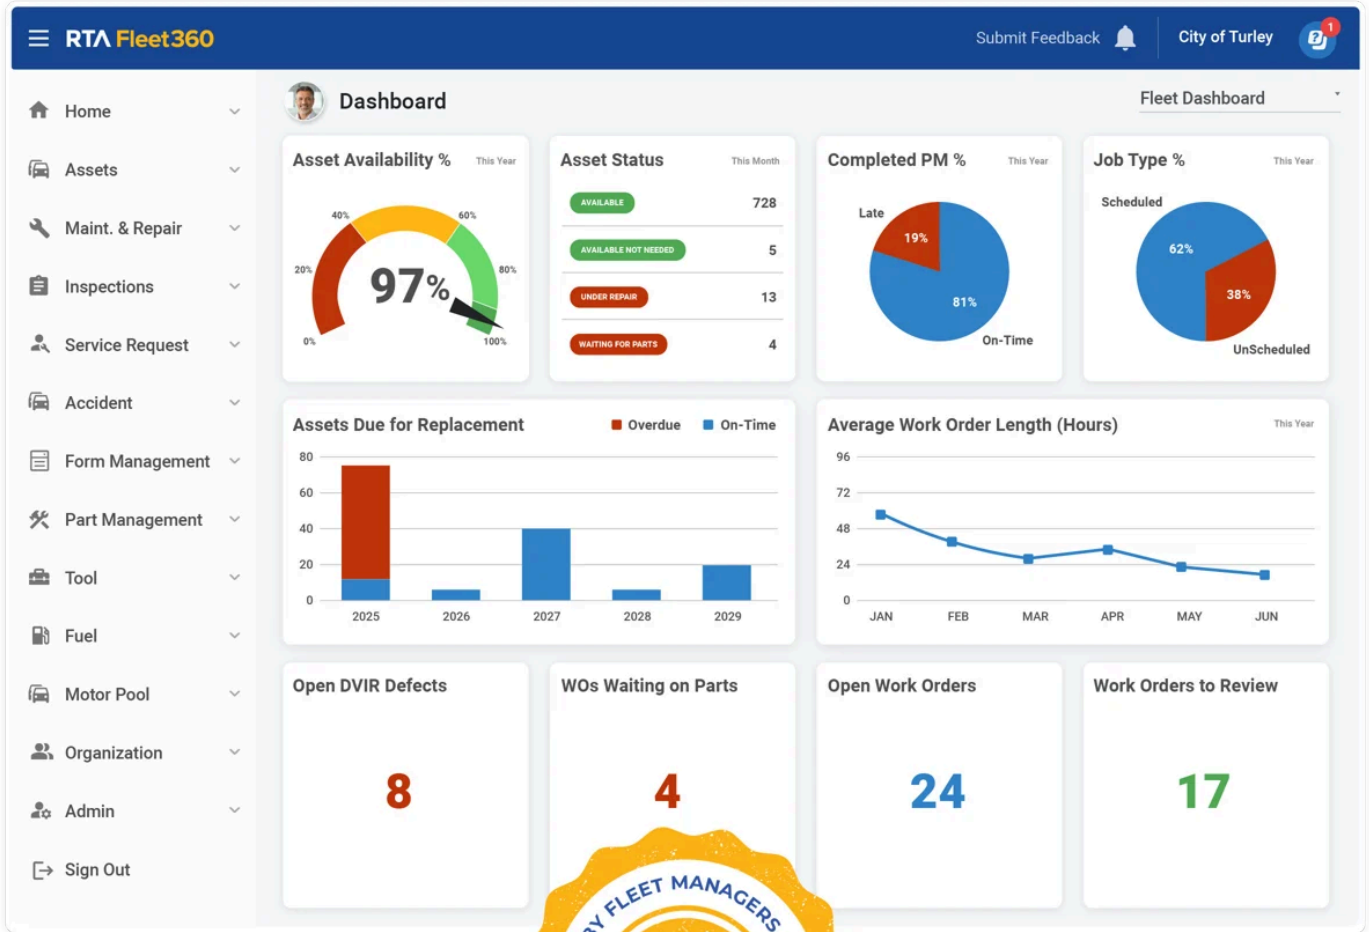 RTA Fleet360
Submit Feedback
City of Turley
1
Home
Assets
Maint. & Repair
Inspections
Service Request
Accident
Form Management
Part Management
Tool
Fuel
Motor Pool
Organization
Admin
Sign Out
Dashboard
Fleet Dashboard
Asset Availability % This Year
40% 60%
20% 80%
97%
0% 100%
Asset Status This Month
AVAILABLE 728
AVAILABLE NOT NEEDED 5
UNDER REPAIR 13
WAITING FOR PARTS 4
Completed PM % This Year
Late
19%
81%
On-Time
Job Type % This Year
Scheduled
62%
38%
UnScheduled
Assets Due for Replacement Overdue On-Time
80
60
40
20
0
2025 2026 2027 2028 2029
Average Work Order Length (Hours) This Year
96
72
48
24
0
JAN FEB MAR APR MAY JUN
Open DVIR Defects
8
WOs Waiting on Parts
4
Open Work Orders
24
Work Orders to Review
17
BY FLEET MANAGERS